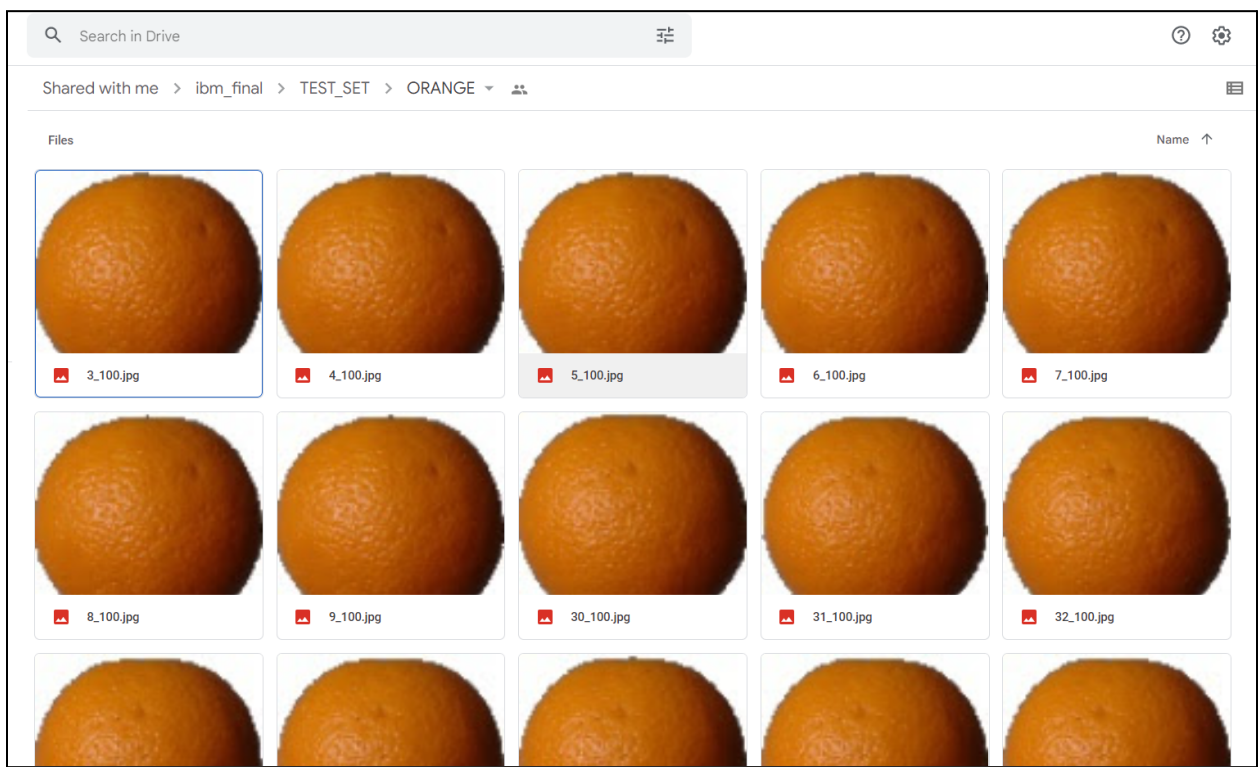 Search in Drive
Shared with me > ibm_final > TEST_SET > ORANGE
Files Name
3_100.jpg 4_100.jpg 5_100.jpg 6_100.jpg 7_100.jpg
8_100.jpg 9_100.jpg 30_100.jpg 31_100.jpg 32_100.jpg